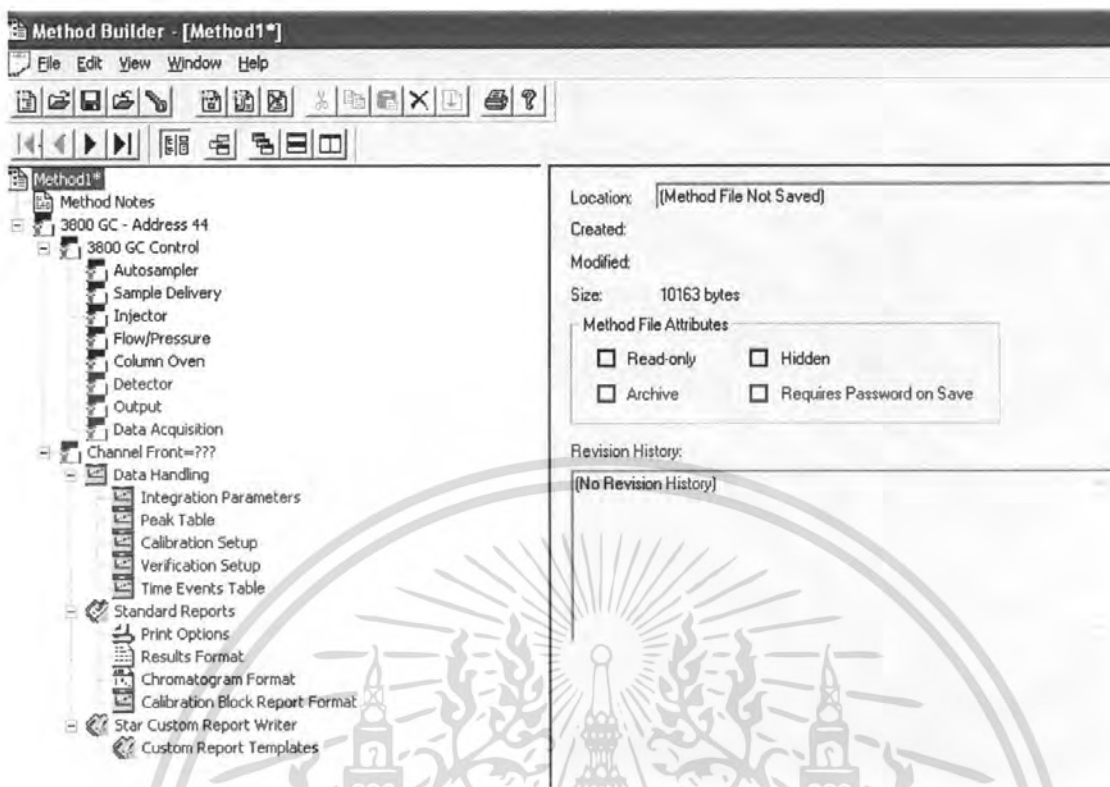 Method Builder - [Method1*]
File Edit View Window Help
Method1*
Method Notes
3800 GC - Address 44
3800 GC Control
Autosampler
Sample Delivery
Injector
Flow/Pressure
Column Oven
Detector
Output
Data Acquisition
Channel Front=???
Data Handling
Integration Parameters
Peak Table
Calibration Setup
Verification Setup
Time Events Table
Standard Reports
Print Options
Results Format
Chromatogram Format
Calibration Block Report Format
Star Custom Report Writer
Custom Report Templates
Location: (Method File Not Saved)
Created:
Modified:
Size: 10163 bytes
Method File Attributes
Read-only Hidden
Archive Requires Password on Save
Revision History:
(No Revision History)